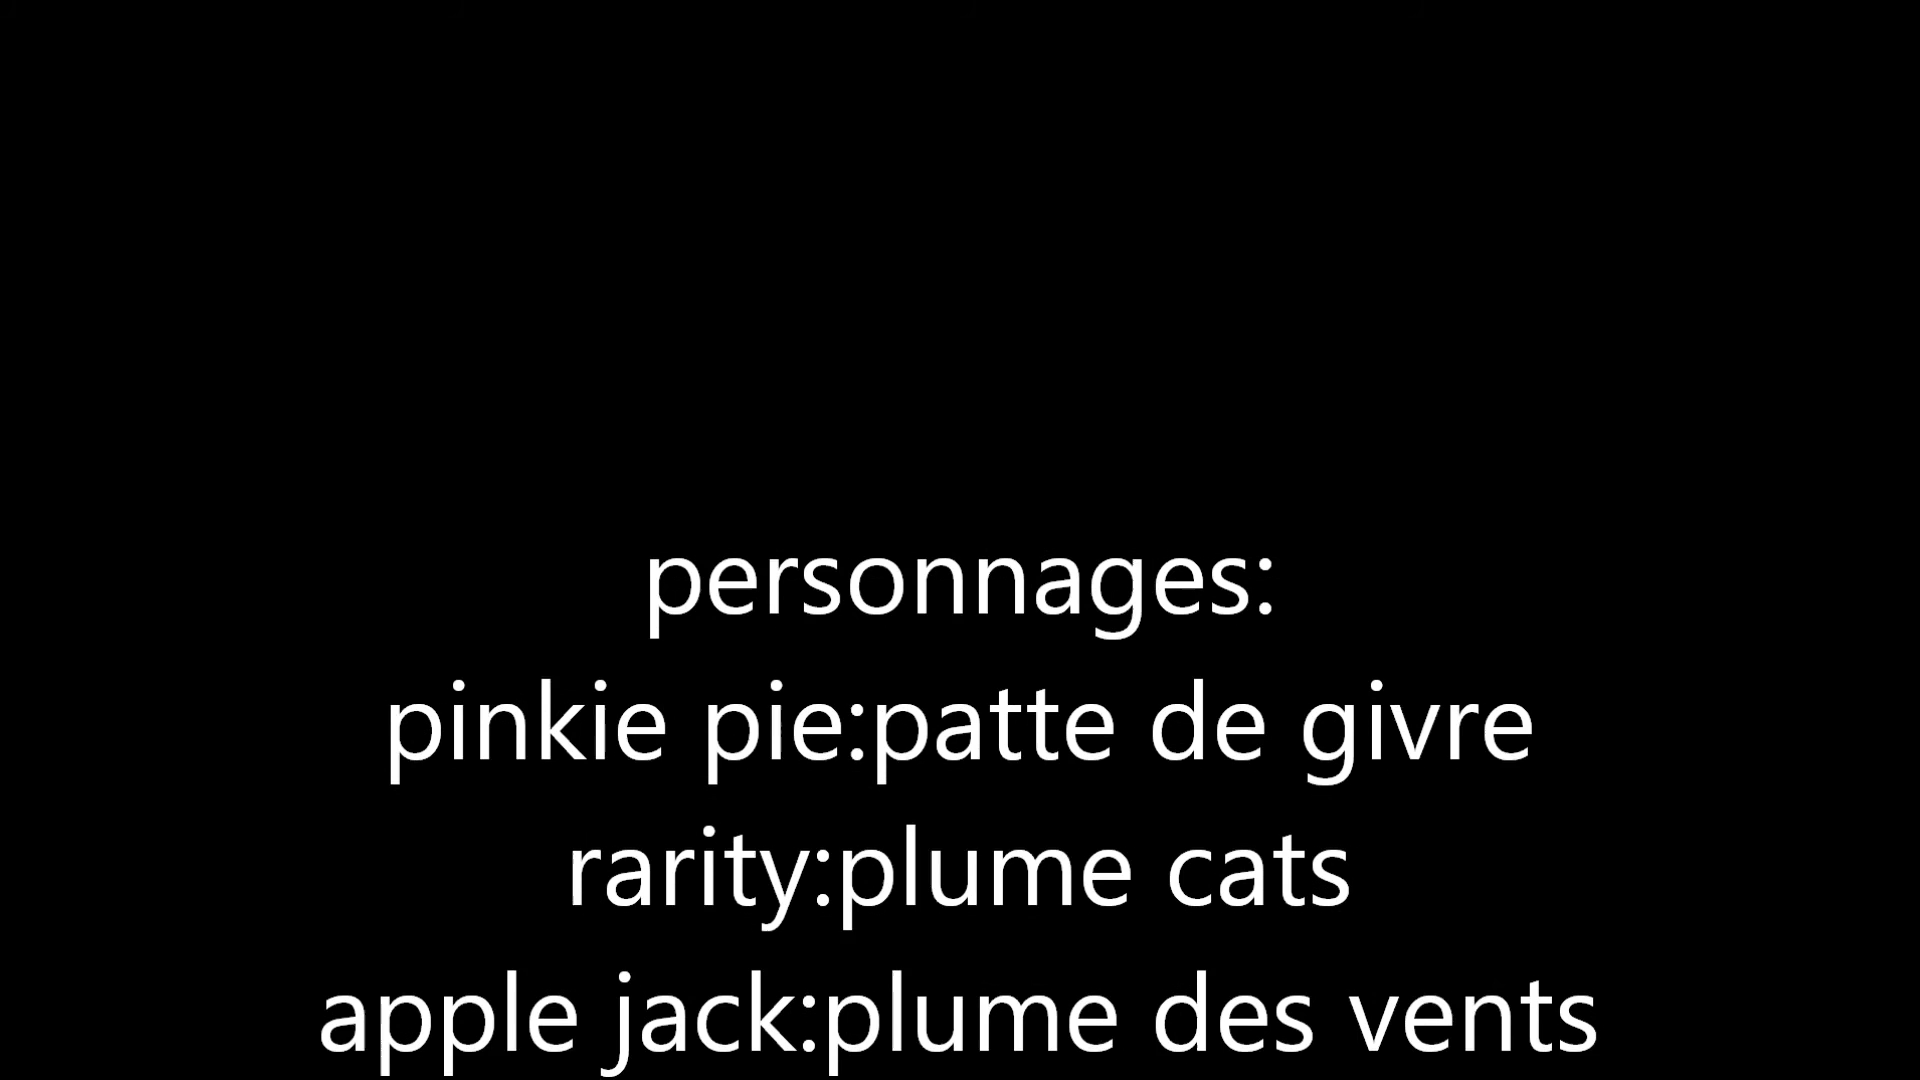 personnages:
pinkie pie:patte de givre
rarity:plume cats
apple jack:plume des vents